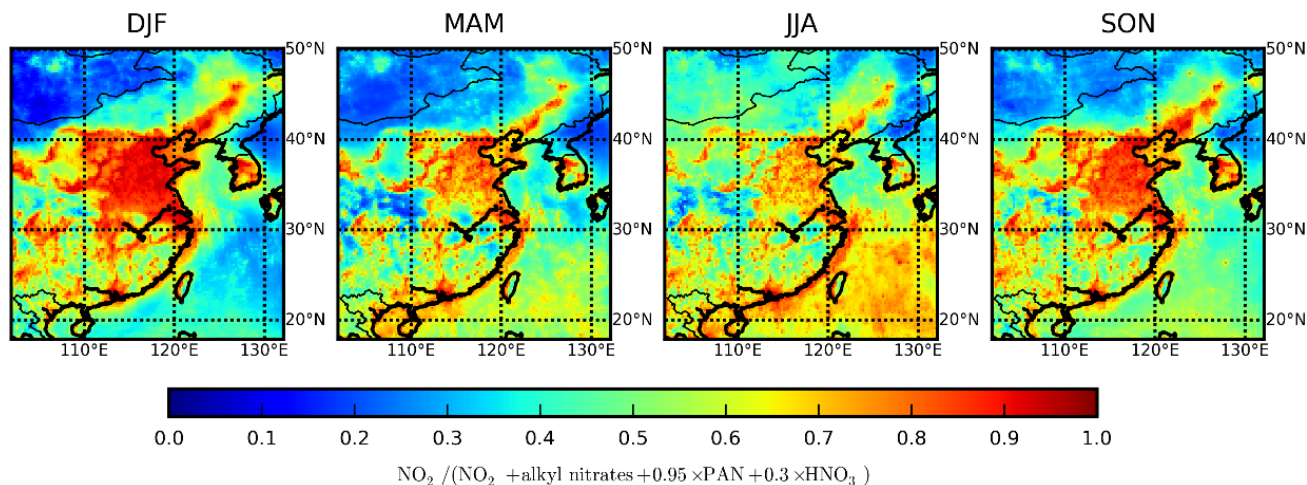 DJF MAM JJA SON
50°N 50°N 50°N 50°N
40°N 40°N 40°N 40°N
30°N 30°N 30°N 30°N
20°N 20°N 20°N 20°N
110°E 120°E 130°E 110°E 120°E 130°E 110°E 120°E 130°E 110°E 120°E 130°E
0.0 0.1 0.2 0.3 0.4 0.5 0.6 0.7 0.8 0.9 1.0
NO₂ /(NO₂ +alkyl nitrates+0.95×PAN+0.3×HNO₃ )